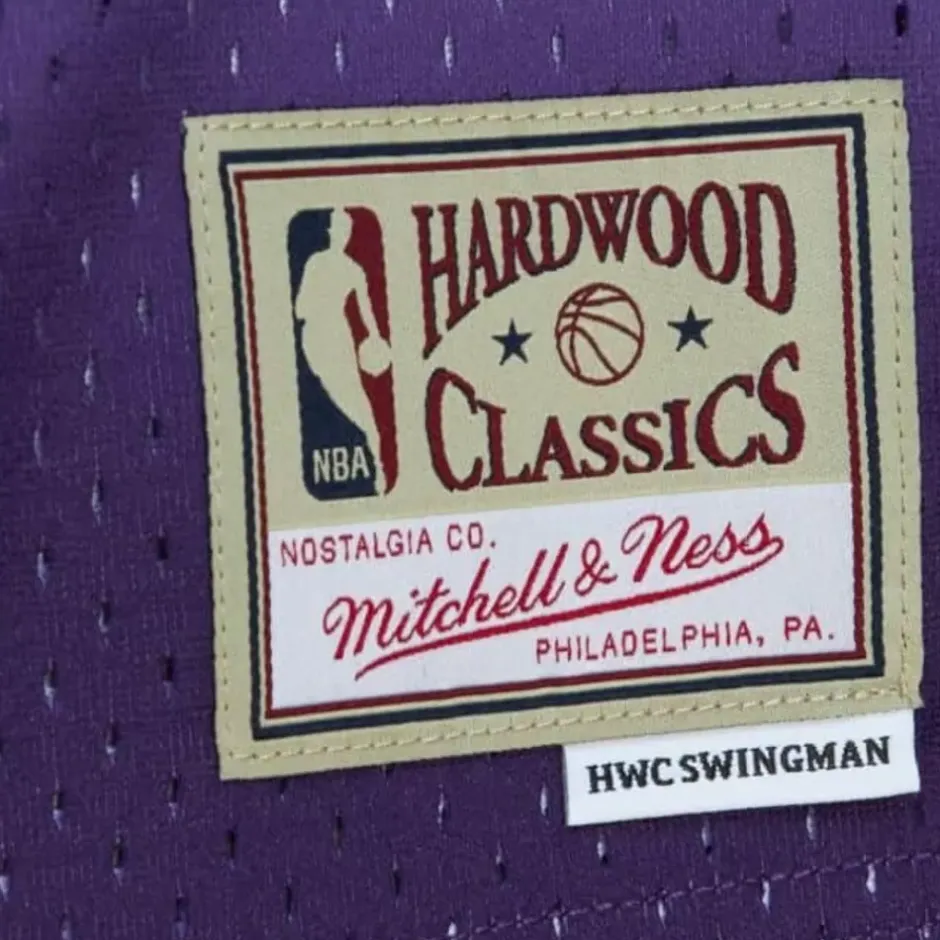 HARDWOOD
CLASSICS
NBA
NOSTALGIA CO.
Mitchell & Ness
PHILADELPHIA, PA.
HWC SWINGMAN